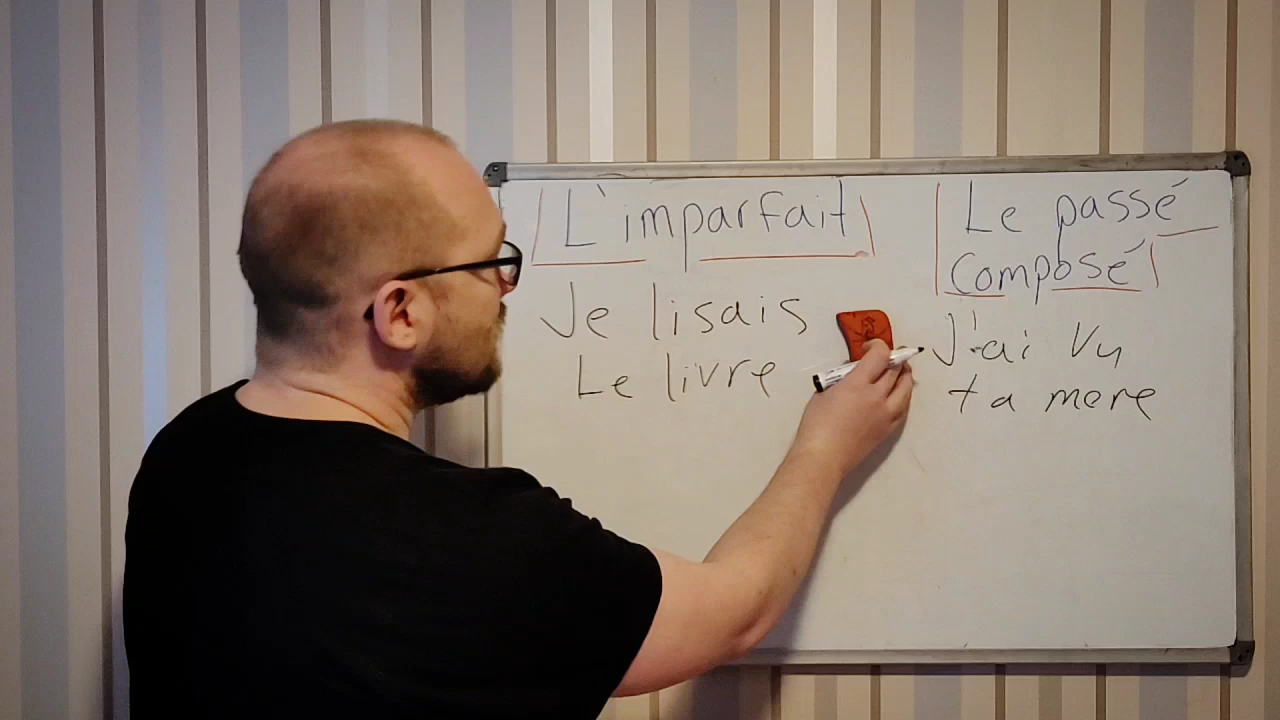 L'imparfait
Je lisais
Le livre
Le passé
composé
J'ai Vu
ta mere